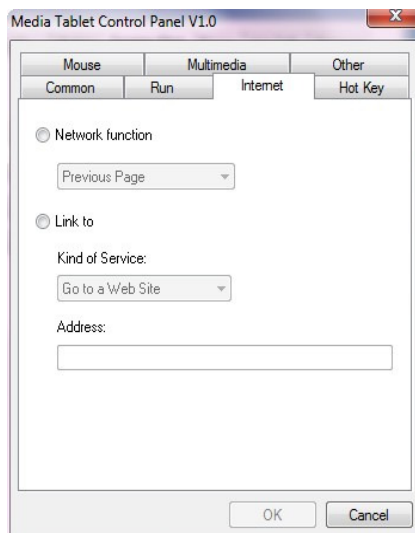 Media Tablet Control Panel V1.0
Mouse Multimedia Other
Common Run Internet Hot Key
Network function
Previous Page
Link to
Kind of Service:
Go to a Web Site
Address:
OK Cancel